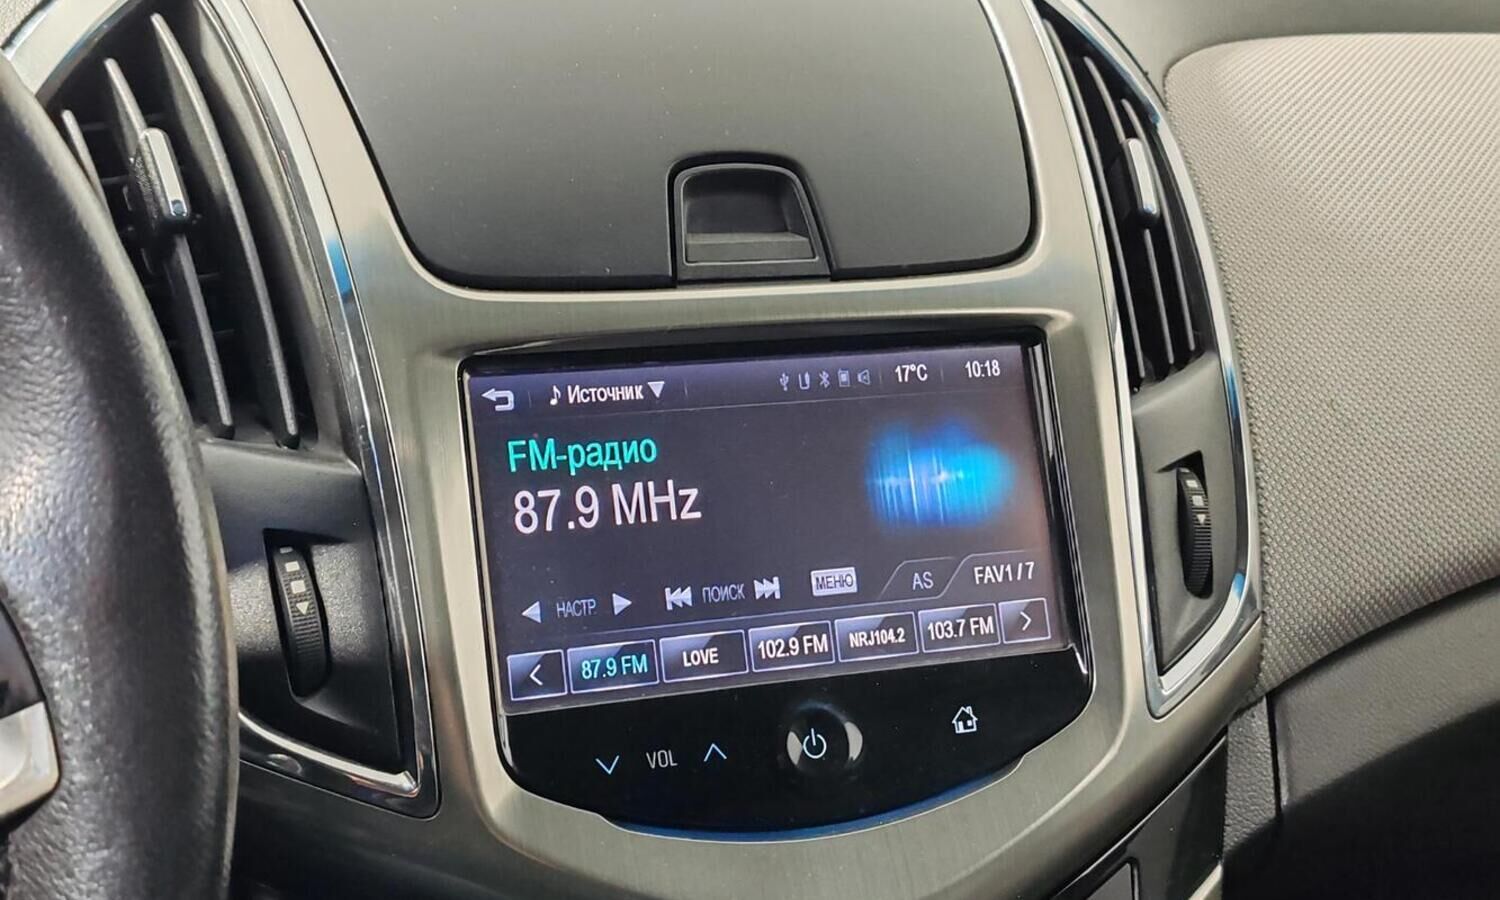 ♪ Источник ▼ 17°C 10:18
FM-радио
87.9 MHz
НАСТР. ПОИСК МЕНЮ AS FAV1/7
< 87.9 FM LOVE 102.9 FM NRJ104.2 103.7 FM >
VOL